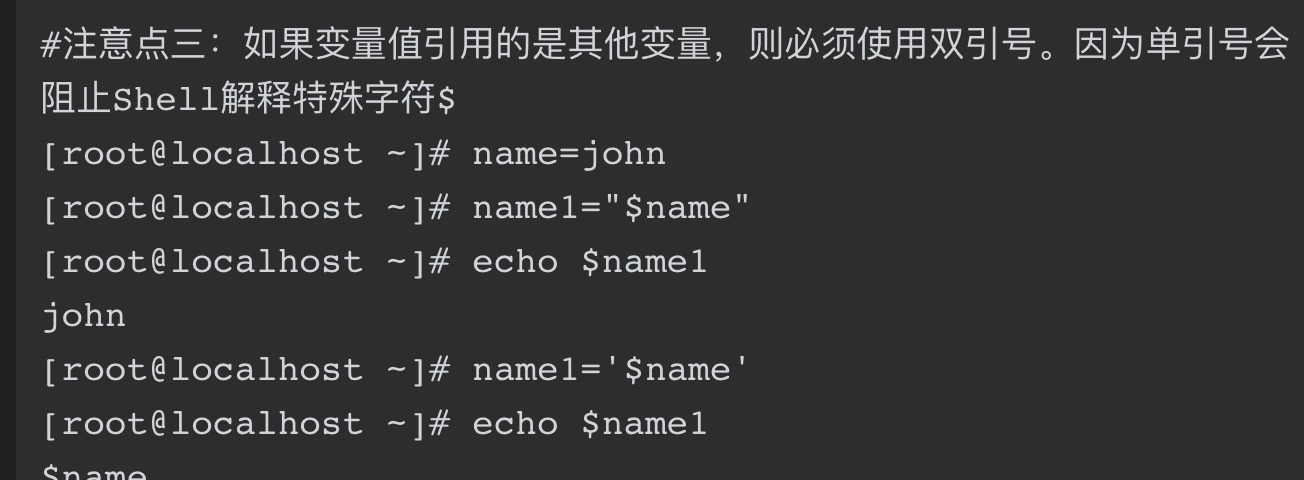 #注意点三：如果变量值引用的是其他变量，则必须使用双引号。因为单引号会
阻止Shell解释特殊字符$
[root@localhost ~]# name=john
[root@localhost ~]# name1="$name"
[root@localhost ~]# echo $name1
john
[root@localhost ~]# name1='$name'
[root@localhost ~]# echo $name1
$name